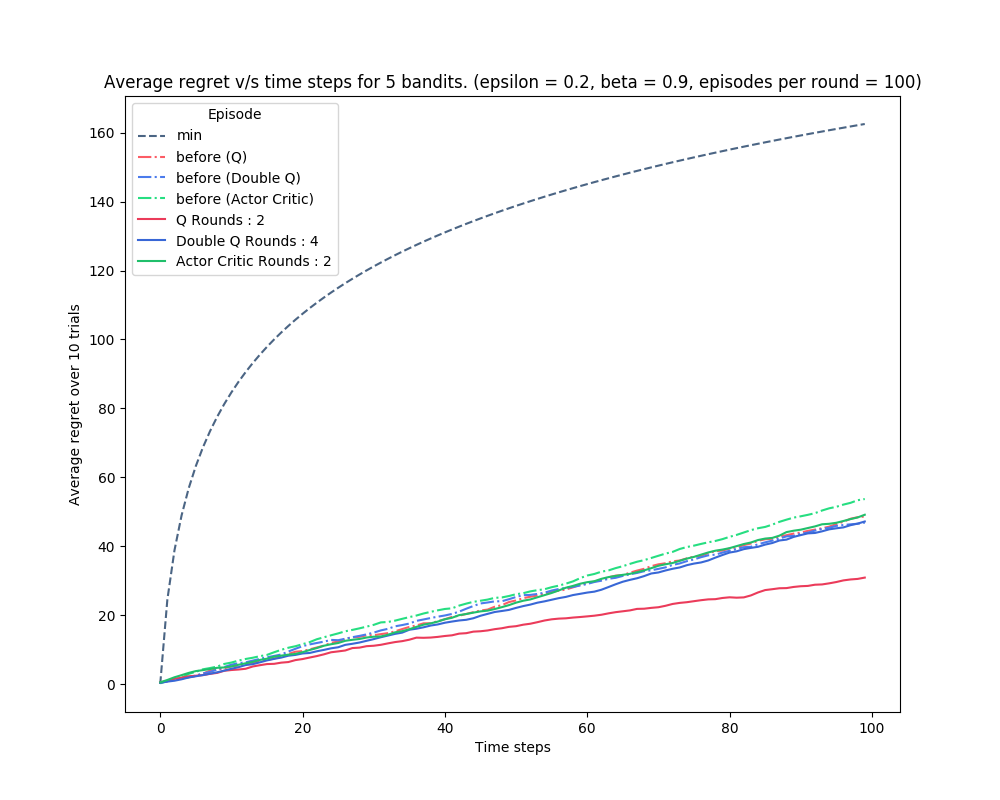 Average regret v/s time steps for 5 bandits. (epsilon = 0.2, beta = 0.9, episodes per round = 100)
Episode
min
before (Q)
before (Double Q)
before (Actor Critic)
Q Rounds : 2
Double Q Rounds : 4
Actor Critic Rounds : 2
Average regret over 10 trials
160
140
120
100
80
60
40
20
0
0 20 40 60 80 100
Time steps